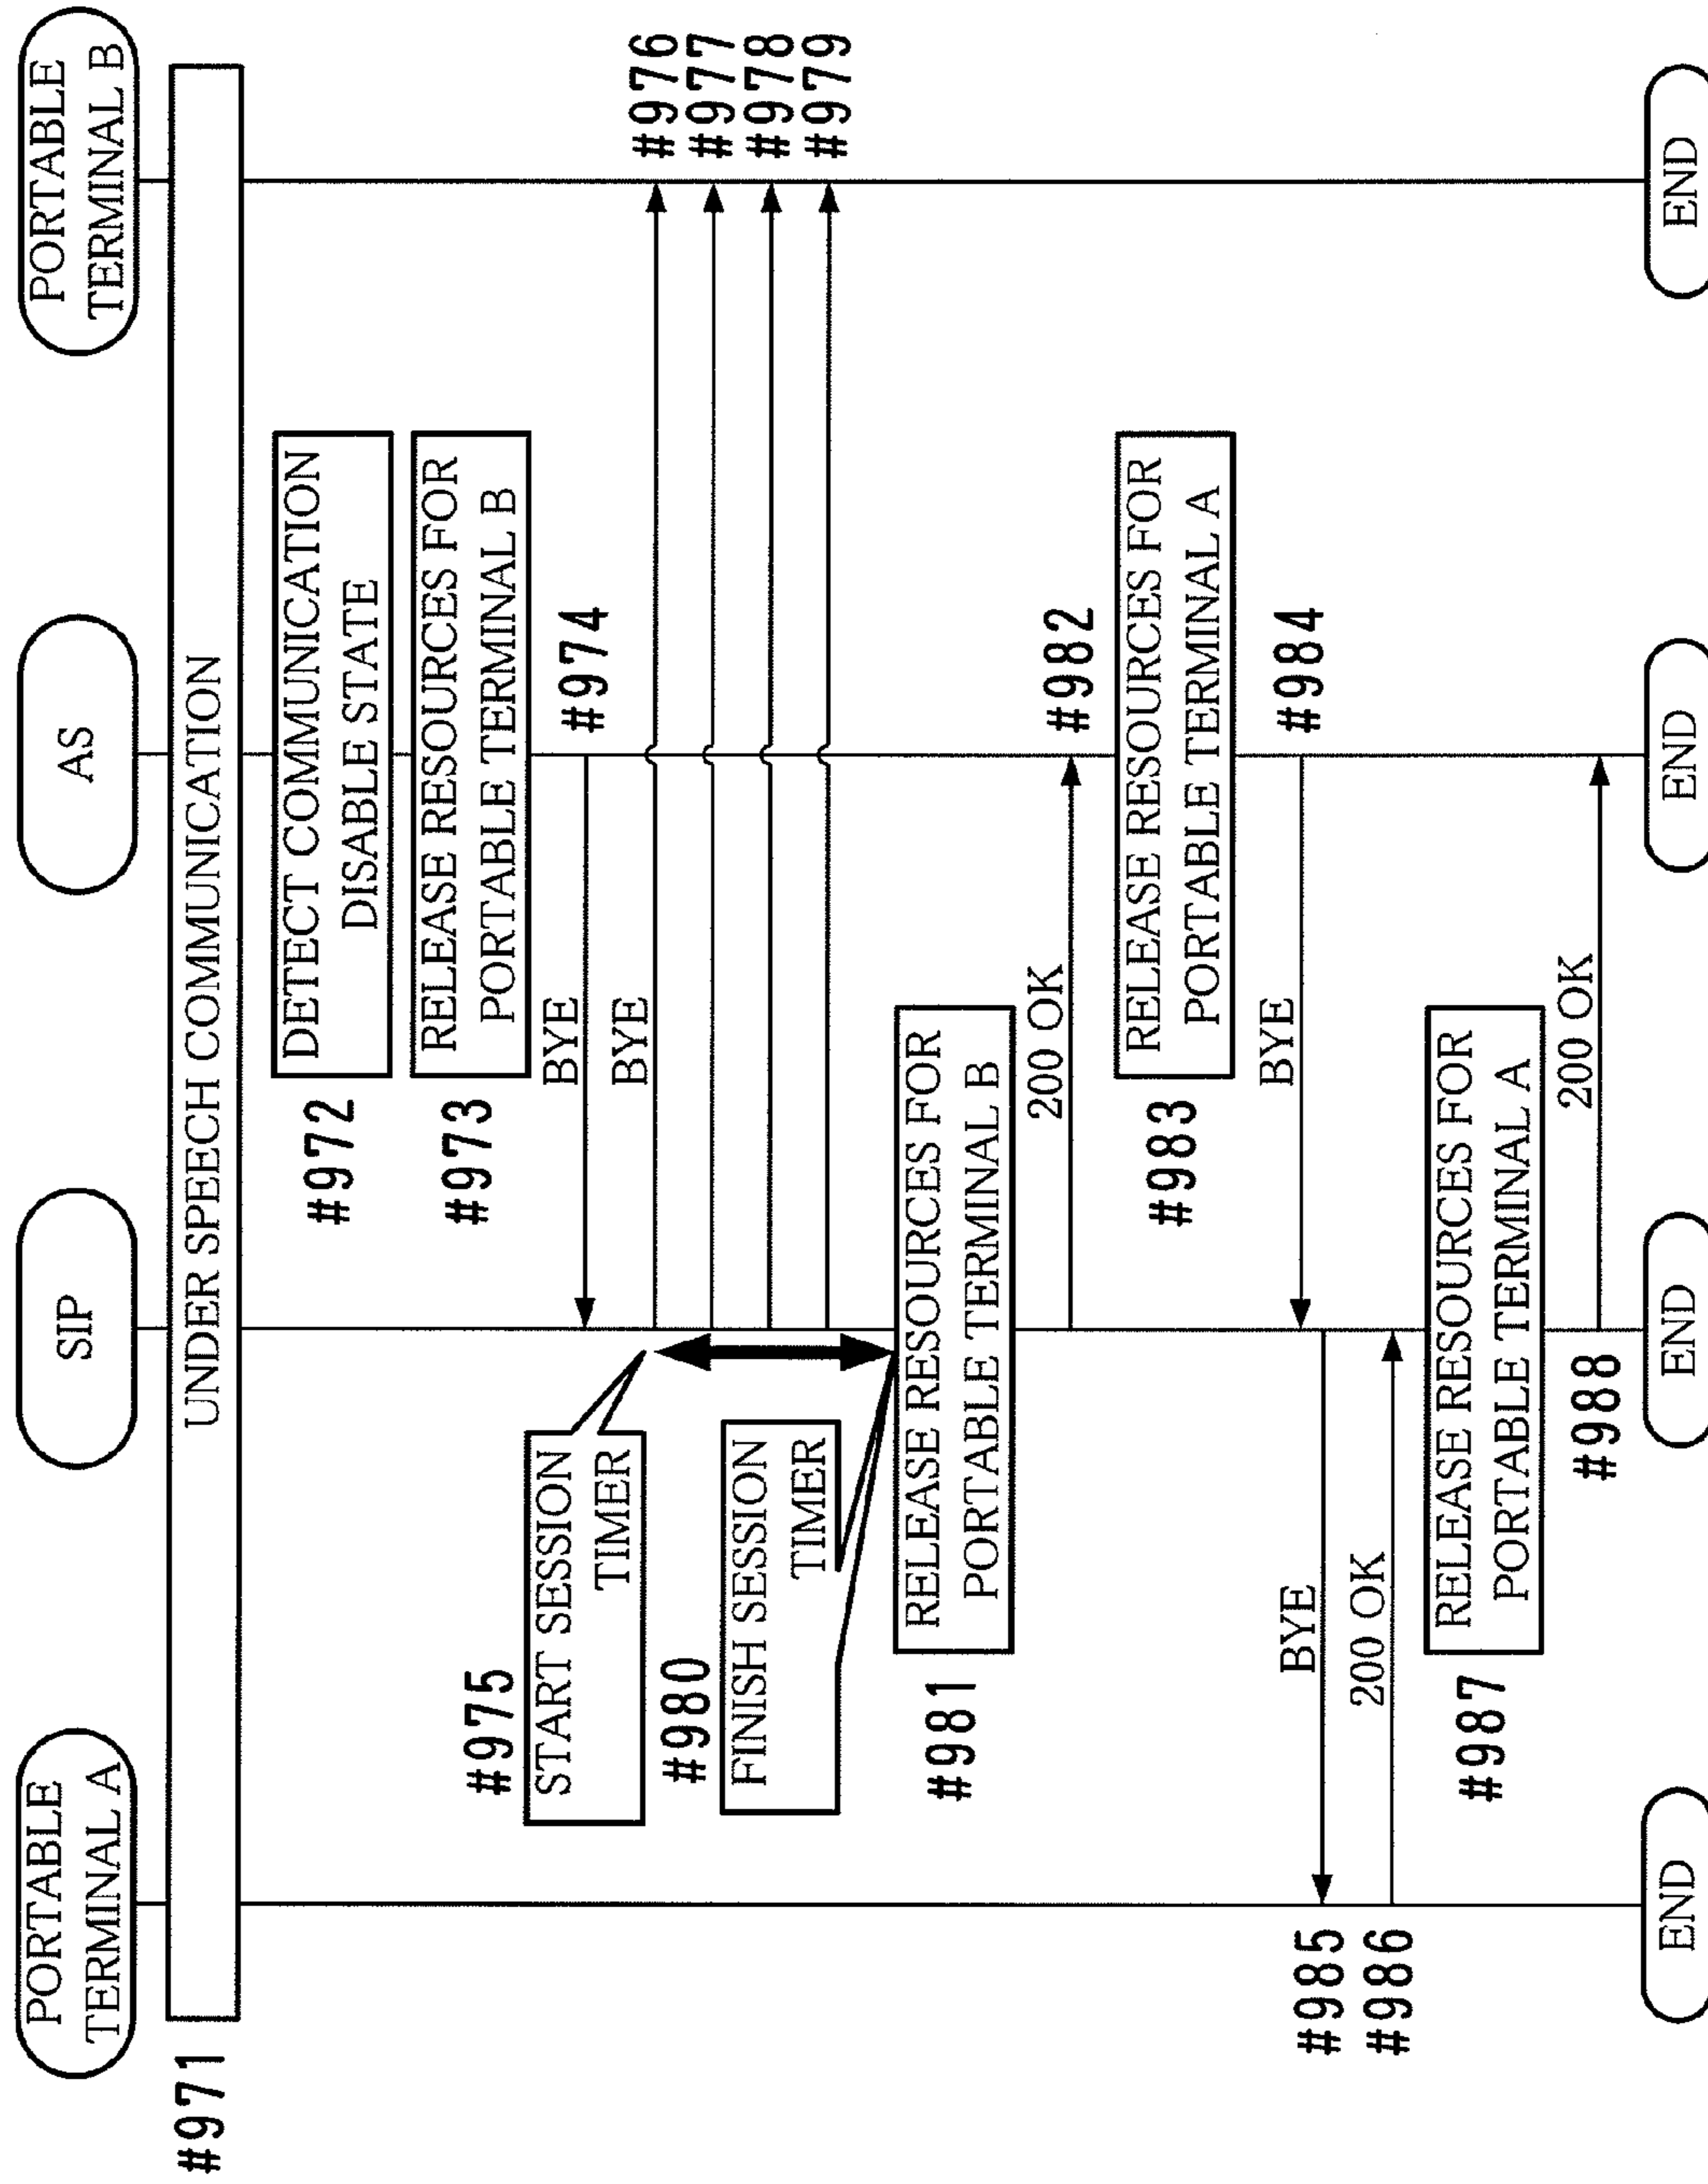 PORTABLE
TERMINAL A
SIP
AS
PORTABLE
TERMINAL B
#971
UNDER SPEECH COMMUNICATION
#972
DETECT COMMUNICATION
DISABLE STATE
#973
RELEASE RESOURCES FOR
PORTABLE TERMINAL B
BYE
#974
#975
START SESSION
TIMER
BYE
#976
#977
#978
#979
#980
FINISH SESSION
TIMER
#981
RELEASE RESOURCES FOR
PORTABLE TERMINAL B
200 OK
#982
#983
RELEASE RESOURCES FOR
PORTABLE TERMINAL A
BYE
#984
#985
BYE
#986
200 OK
#987
RELEASE RESOURCES FOR
PORTABLE TERMINAL A
#988
200 OK
END
END
END
END